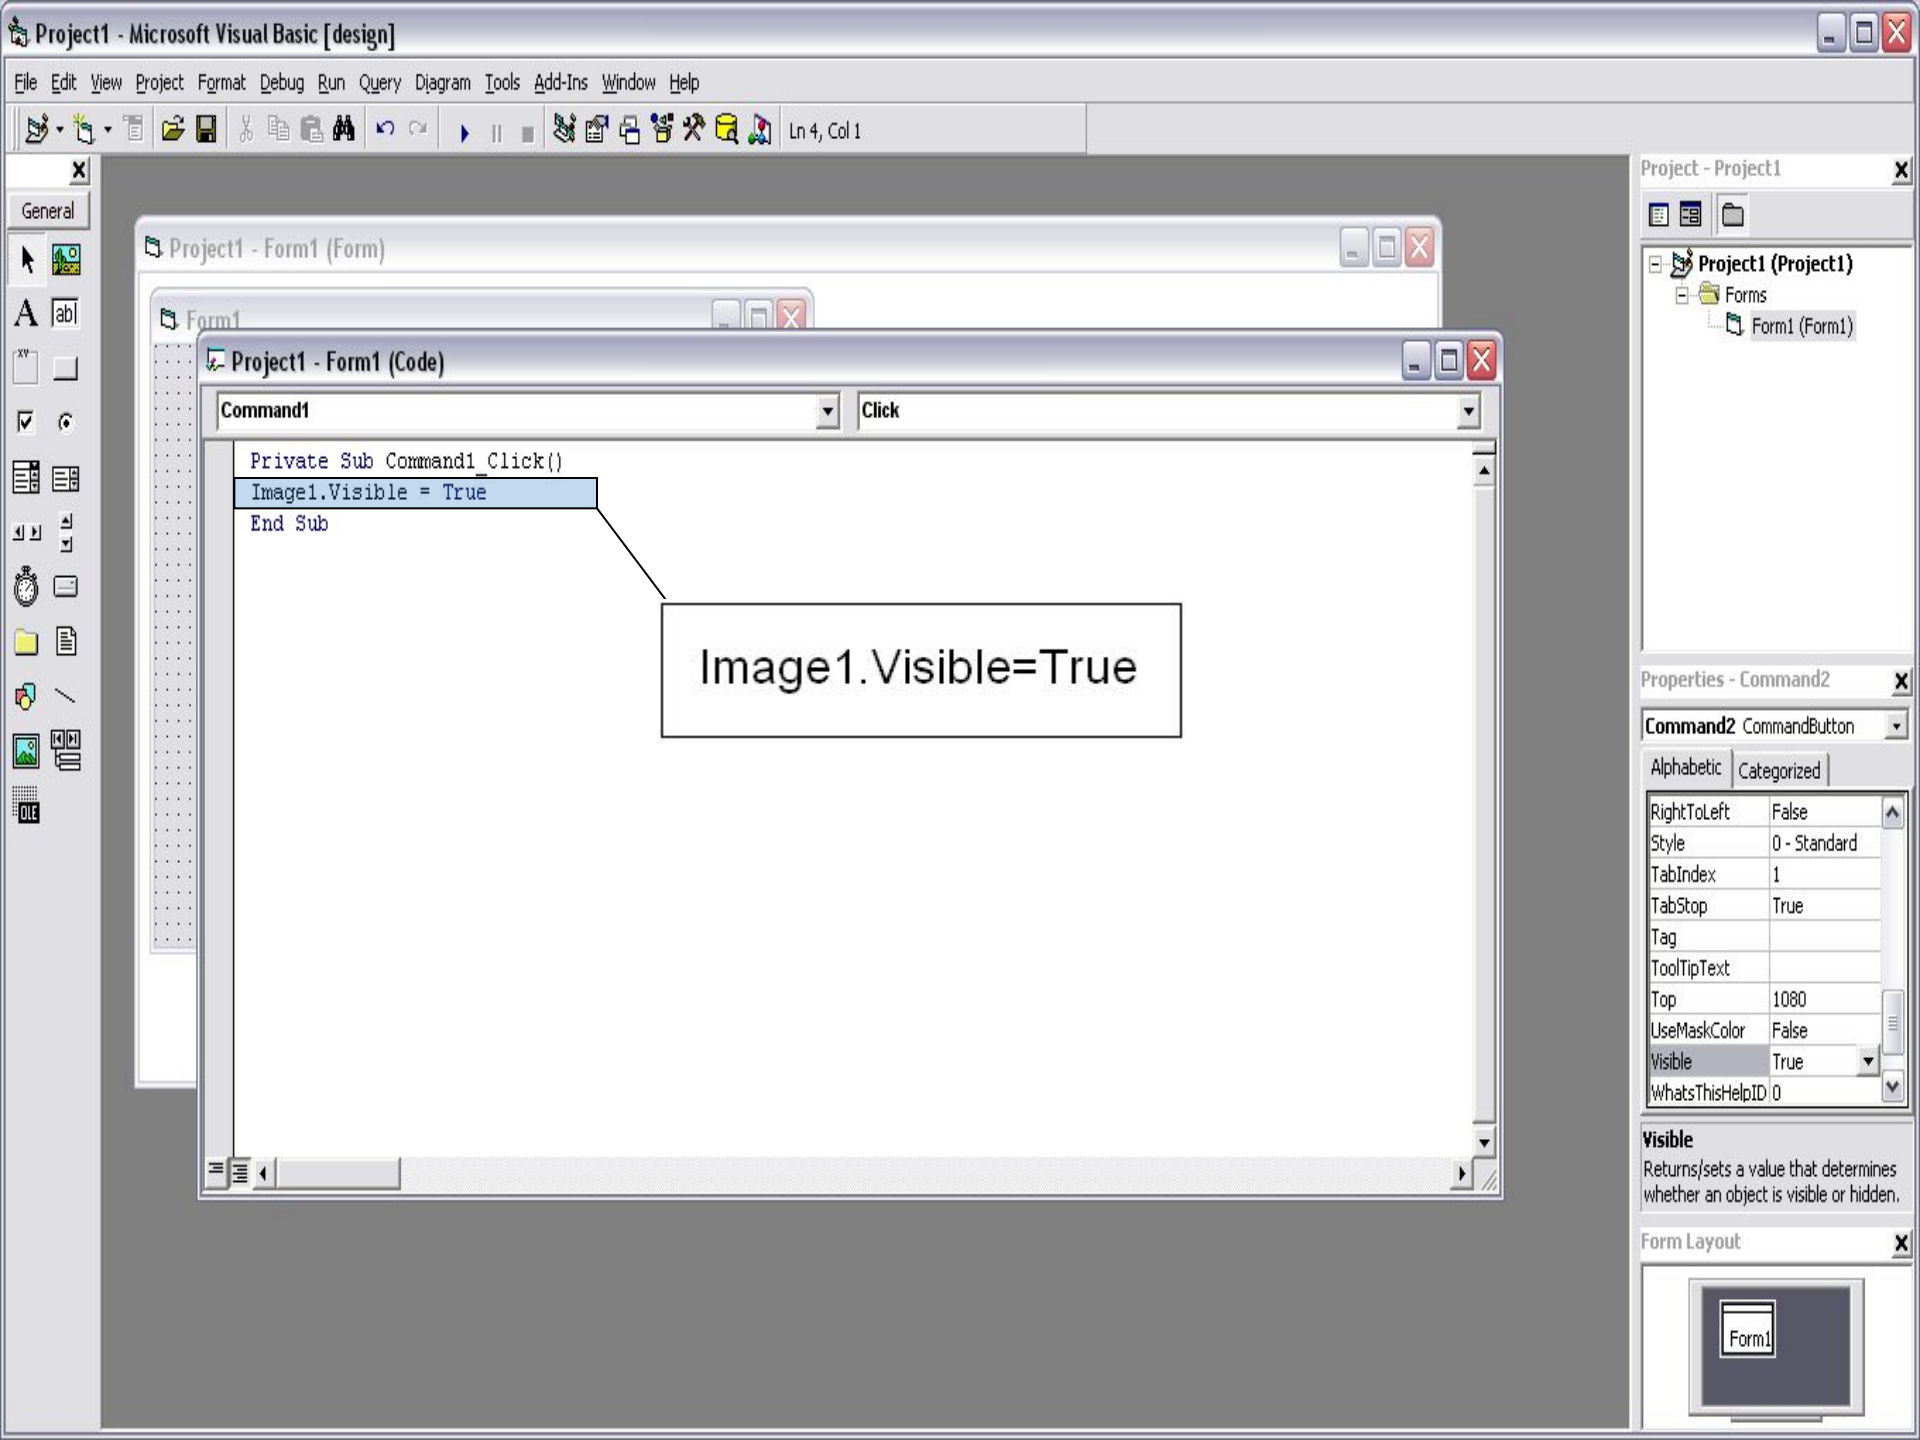 Project1 - Microsoft Visual Basic [design]
File Edit View Project Format Debug Run Query Diagram Tools Add-Ins Window Help
Ln 4, Col 1
General
A
ab
XY
OLE
Project1 - Form1 (Form)
Form1
Project1 - Form1 (Code)
Command1 Click
Private Sub Command1_Click()
Image1.Visible = True
End Sub
Image1.Visible=True
Project - Project1
Project1 (Project1)
Forms
Form1 (Form1)
Properties - Command2
Command2 CommandButton
Alphabetic Categorized
RightToLeft False
Style 0 - Standard
TabIndex 1
TabStop True
Tag
ToolTipText
Top 1080
UseMaskColor False
Visible True
WhatsThisHelpID 0
Visible
Returns/sets a value that determines
whether an object is visible or hidden.
Form Layout
Form1